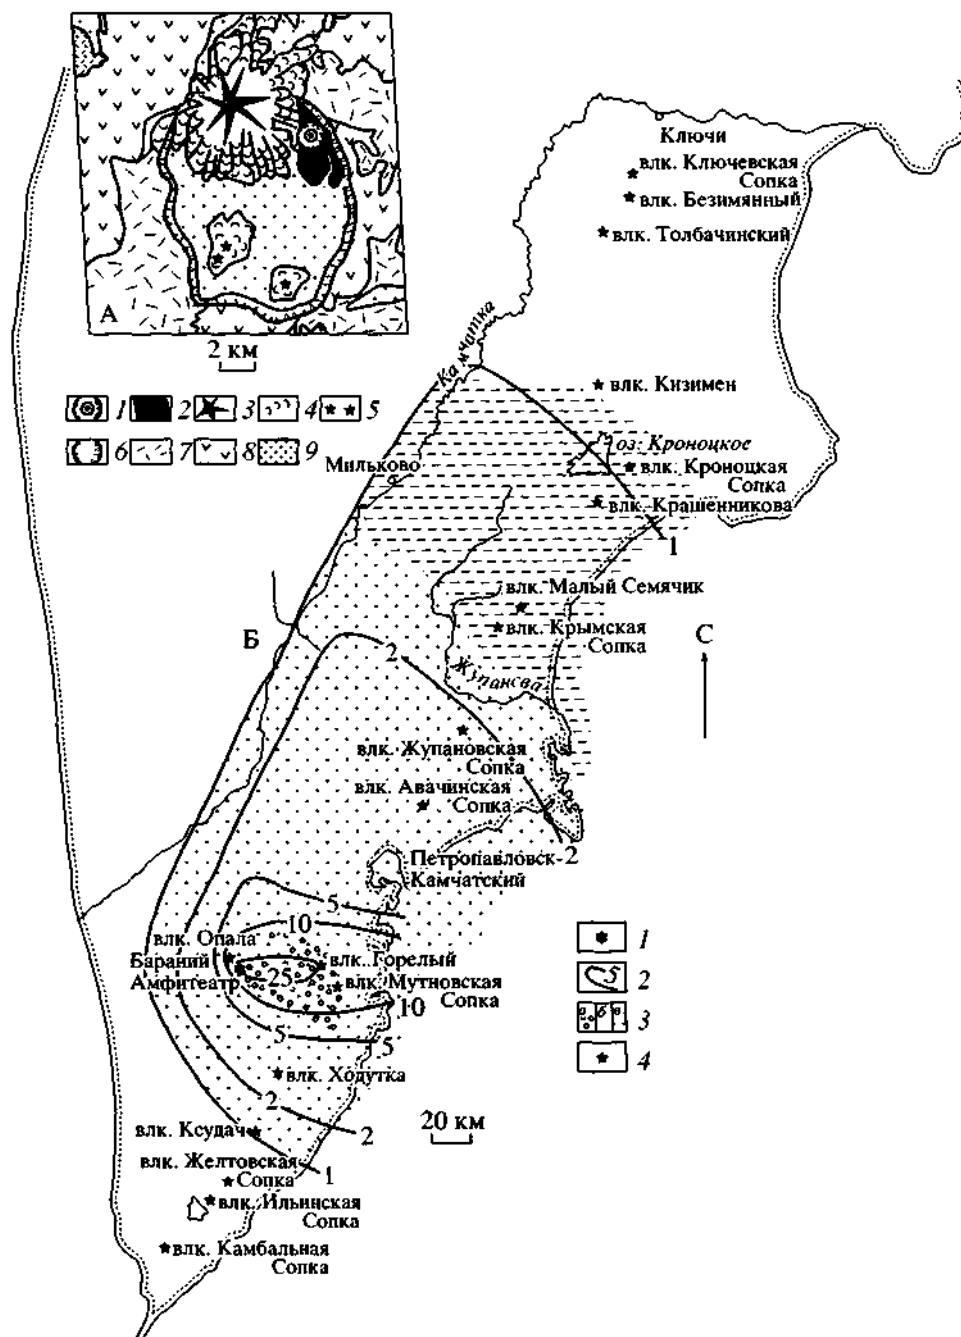 А
2 км
1 2 3 4 5
6 7 8 9
Ключи
влк. Ключевская
Сопка
влк. Безимянный
влк. Толбачинский
Камчатка
влк. Кизимен
оз. Кроноцкое
Мильково
влк. Кроноцкая
Сопка
влк. Крашенникова
1
влк. Малый Семячик
Б
влк. Крымская
Сопка
С
2
Жупанова
влк. Жупановская
Сопка
влк. Авачинская
Сопка
2
Петропавловск-
Камчатский
5
10
влк. Опала
Бараний
Амфитеатр
влк. Горелый
25
влк. Мутновская
Сопка
10
5
5
влк. Ходутка
2
2
влк. Ксудач
20 км
влк. Желтовская
Сопка
1
влк. Ильинская
Сопка
влк. Камбальная
Сопка
1
5 2
а б в 3
4